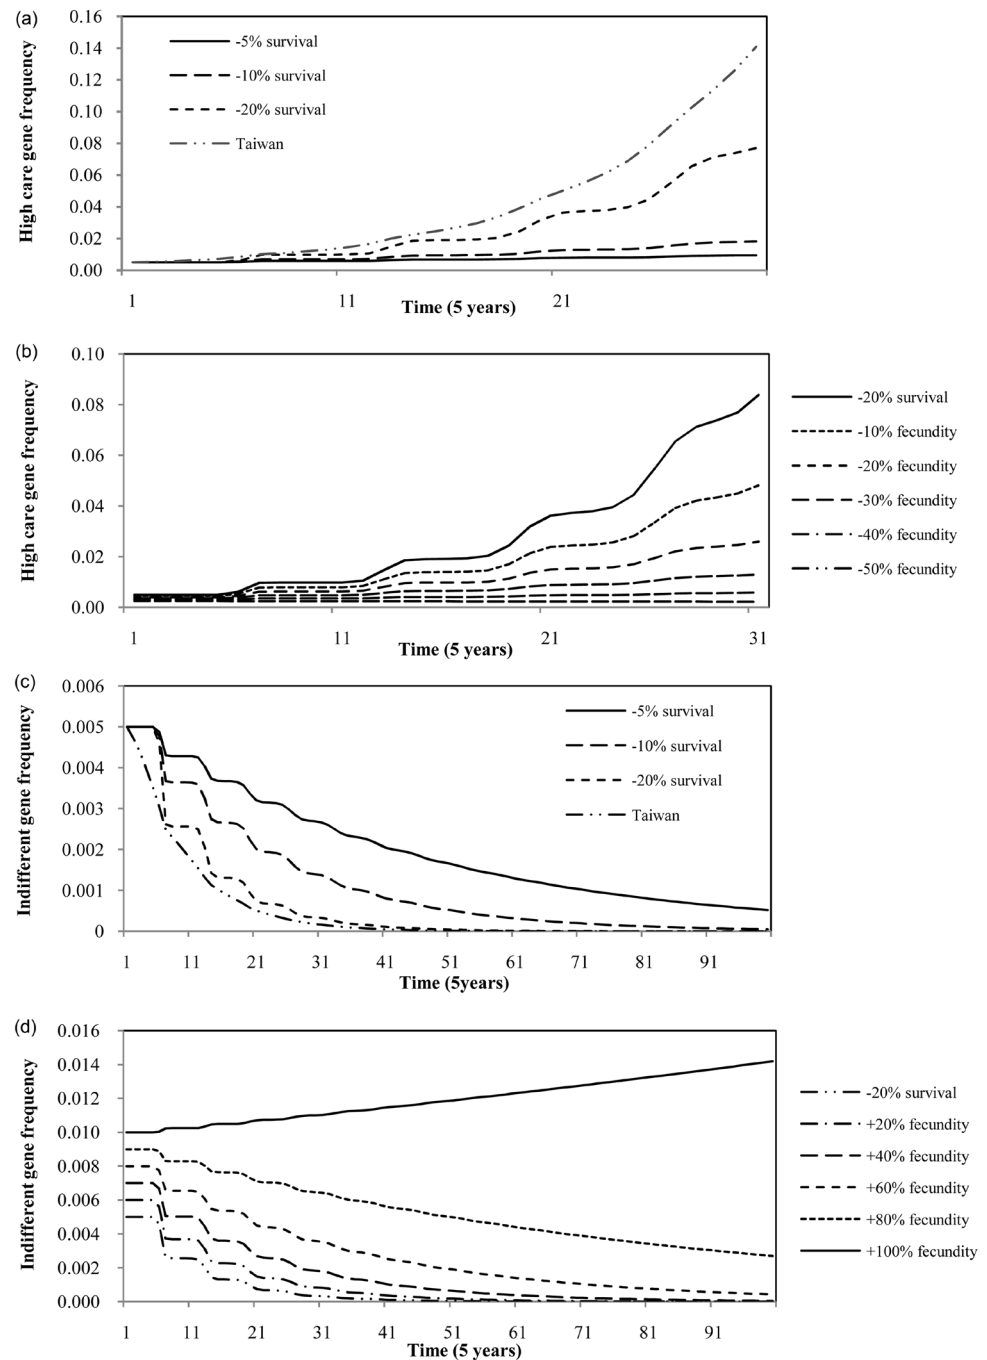 (a)
High care gene frequency
0.16
0.14
0.12
0.10
0.08
0.06
0.04
0.02
0.00
-5% survival
-10% survival
-20% survival
Taiwan
1 11 21
Time (5 years)
(b)
High care gene frequency
0.10
0.08
0.06
0.04
0.02
0.00
1 11 21 31
Time (5 years)
-20% survival
-10% fecundity
-20% fecundity
-30% fecundity
-40% fecundity
-50% fecundity
(c)
Indifferent gene frequency
0.006
0.005
0.004
0.003
0.002
0.001
0
-5% survival
-10% survival
-20% survival
Taiwan
1 11 21 31 41 51 61 71 81 91
Time (5years)
(d)
Indifferent gene frequency
0.016
0.014
0.012
0.010
0.008
0.006
0.004
0.002
0.000
1 11 21 31 41 51 61 71 81 91
Time (5 years)
-20% survival
+20% fecundity
+40% fecundity
+60% fecundity
+80% fecundity
+100% fecundity